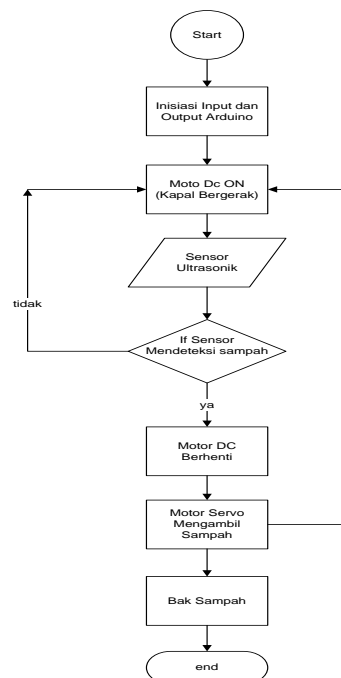 Start
Inisiasi Input dan
Output Arduino
Moto Dc ON
(Kapal Bergerak)
Sensor
Ultrasonik
tidak
If Sensor
Mendeteksi sampah
ya
Motor DC
Berhenti
Motor Servo
Mengambil
Sampah
Bak Sampah
end